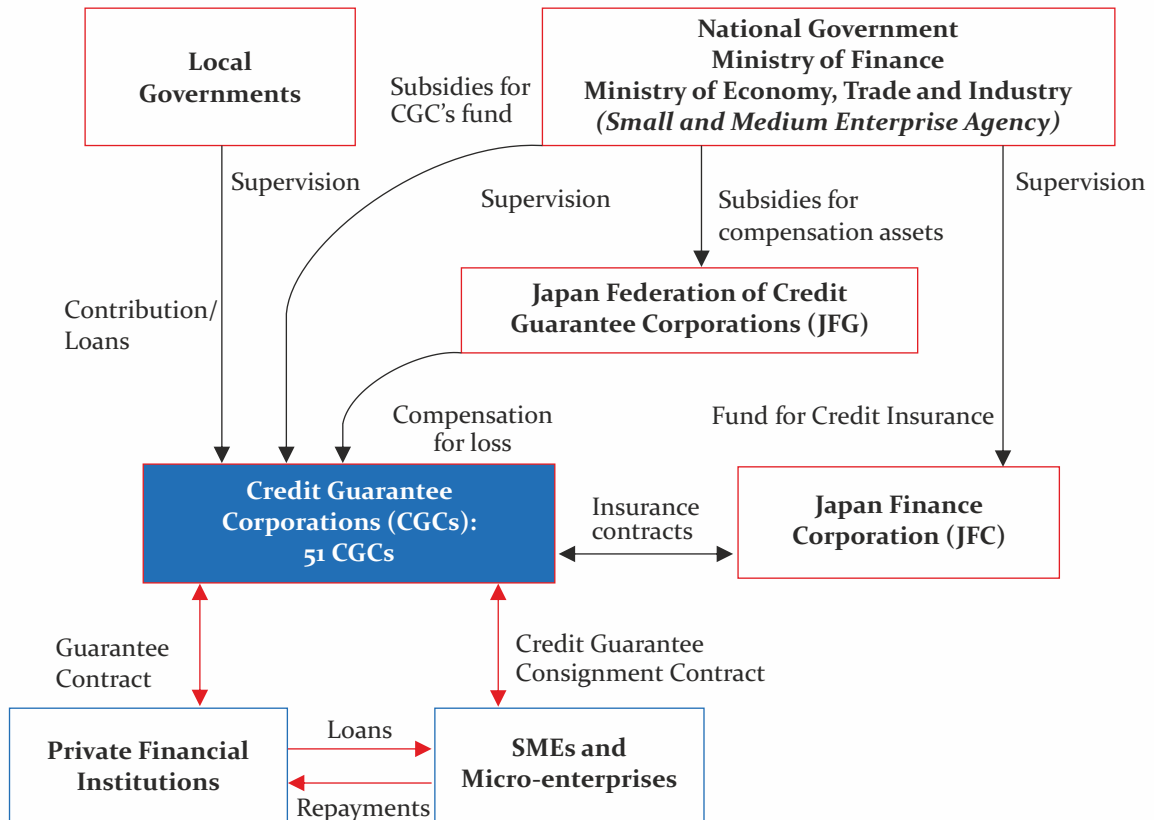 Local
Governments
National Government
Ministry of Finance
Ministry of Economy, Trade and Industry
(Small and Medium Enterprise Agency)
Subsidies for
CGC's fund
Supervision
Supervision
Subsidies for
compensation assets
Supervision
Japan Federation of Credit
Guarantee Corporations (JFG)
Contribution/
Loans
Compensation
for loss
Fund for Credit Insurance
Credit Guarantee
Corporations (CGCs):
51 CGCs
Insurance
contracts
Japan Finance
Corporation (JFC)
Guarantee
Contract
Credit Guarantee
Consignment Contract
Private Financial
Institutions
Loans
Repayments
SMEs and
Micro-enterprises